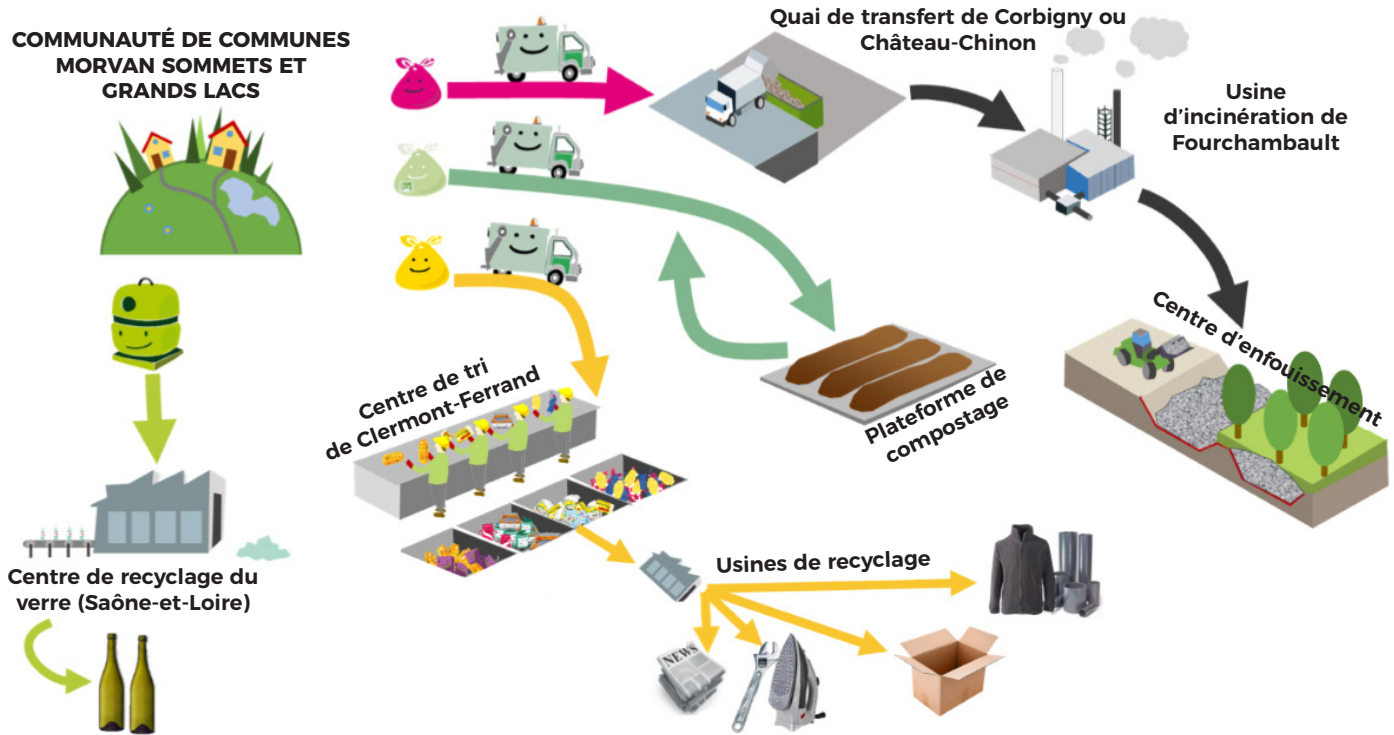 COMMUNAUTÉ DE COMMUNES
MORVAN SOMMETS ET
GRANDS LACS
Quai de transfert de Corbigny ou
Château-Chinon
Usine
d’incinération de
Fourchambault
Centre d’enfouissement
Plateforme de
compostage
Centre de tri
de Clermont-Ferrand
Usines de recyclage
NEWS
Centre de recyclage du
verre (Saône-et-Loire)